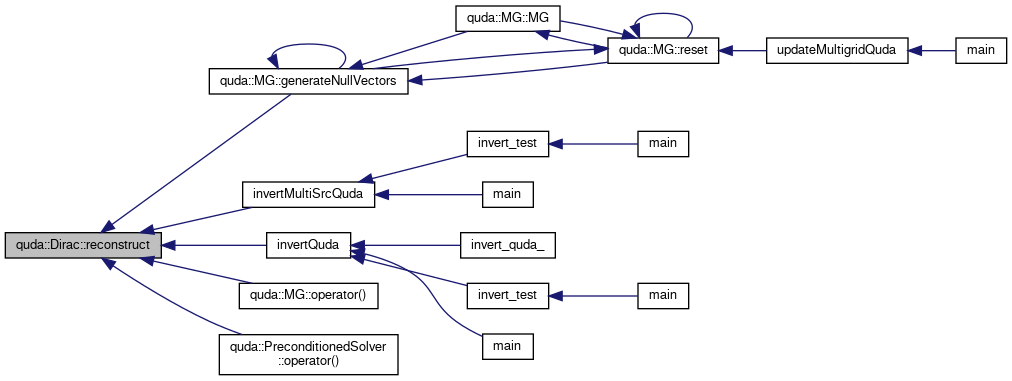 quda::MG::MG
quda::MG::reset
updateMultigridQuda
main
quda::MG::generateNullVectors
invert_test
main
invertMultiSrcQuda
main
quda::Dirac::reconstruct
invertQuda
invert_quda_
quda::MG::operator()
invert_test
main
quda::PreconditionedSolver
::operator()
main